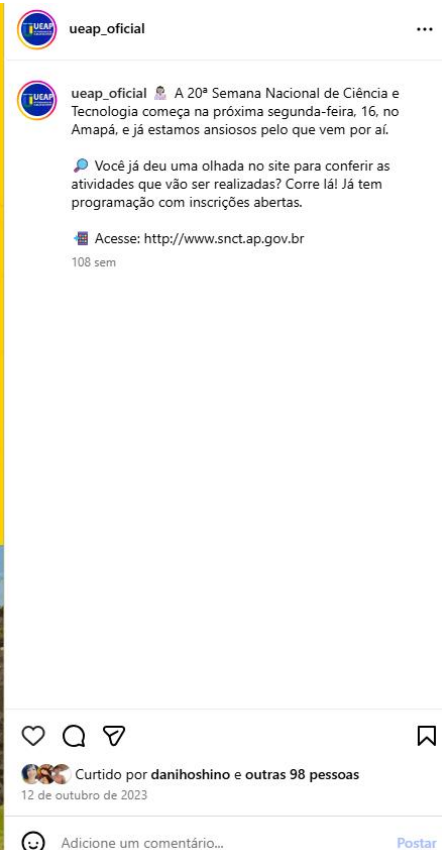 UEAP
ueap_oficial
UEAP
ueap_oficial A 20ª Semana Nacional de Ciência e
Tecnologia começa na próxima segunda-feira, 16, no
Amapá, e já estamos ansiosos pelo que vem por aí.
Você já deu uma olhada no site para conferir as
atividades que vão ser realizadas? Corre lá! Já tem
programação com inscrições abertas.
Acesse: http://www.snct.ap.gov.br
108 sem
Curtido por danihoshino e outras 98 pessoas
12 de outubro de 2023
Adicione um comentário... Postar